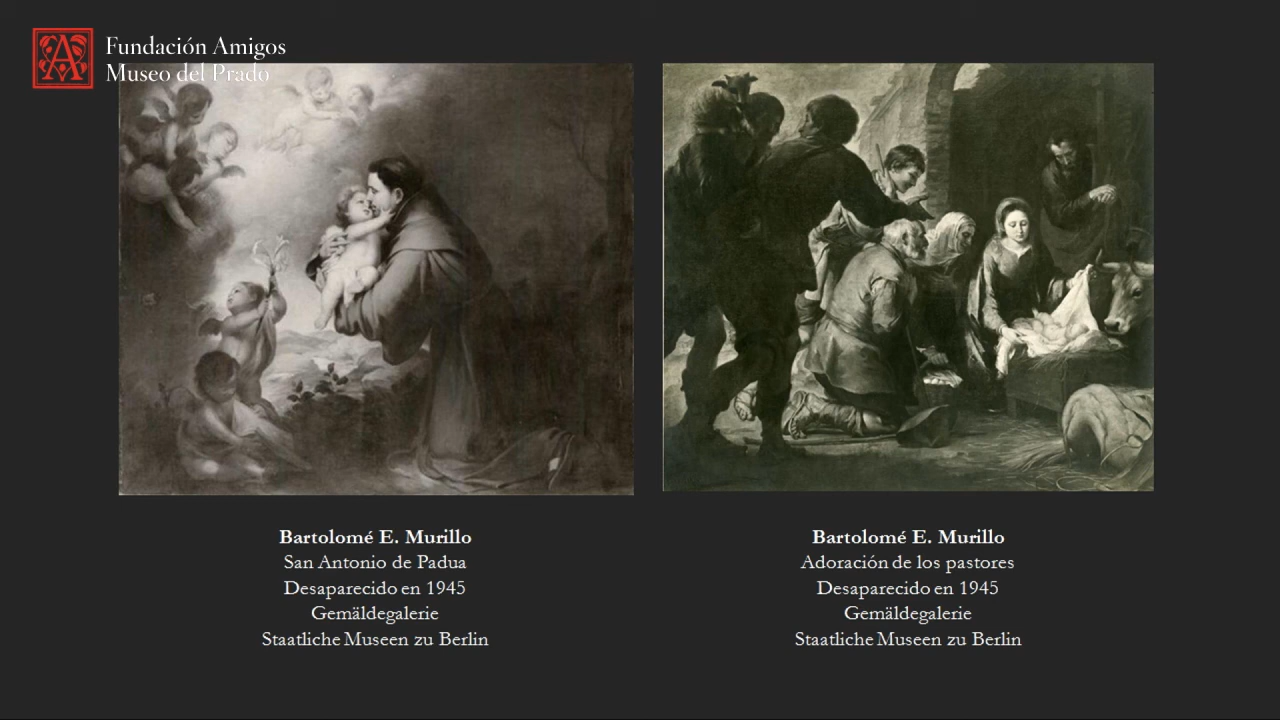 Fundación Amigos
Museo del Prado
Bartolomé E. Murillo
San Antonio de Padua
Desaparecido en 1945
Gemäldegalerie
Staatliche Museen zu Berlin
Bartolomé E. Murillo
Adoración de los pastores
Desaparecido en 1945
Gemäldegalerie
Staatliche Museen zu Berlin